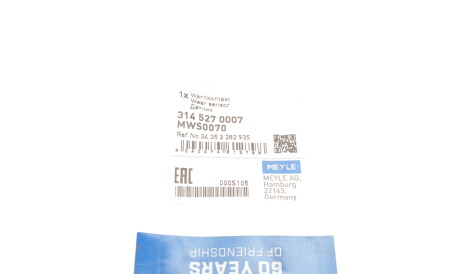 1x Warnkontakt
Wear sensor
Датчик
314 527 0007
MWS0070
Ref.No.34 35 2 282 935
MEYLE
MEYLE AG,
Hamburg
22143,
Germany
EAC
0005105
60 YEARS
OF FRIENDSHIP